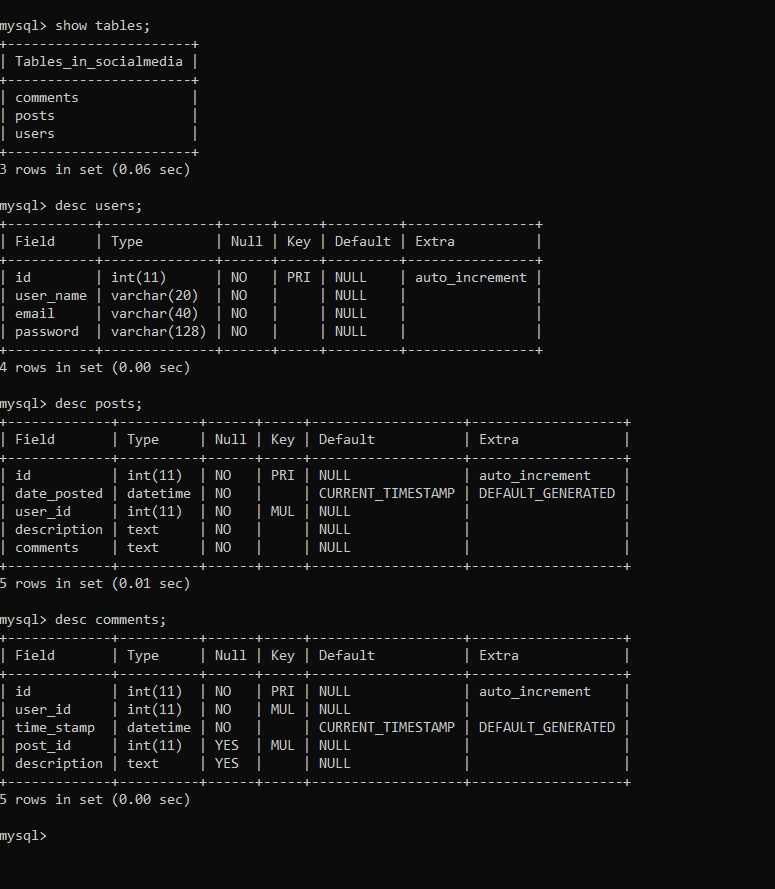 mysql> show tables;
+-----------------------+
| Tables_in_socialmedia |
+-----------------------+
| comments              |
| posts                 |
| users                 |
+-----------------------+
3 rows in set (0.06 sec)

mysql> desc users;
+-----------+--------------+------+-----+---------+----------------+
| Field     | Type         | Null | Key | Default | Extra          |
+-----------+--------------+------+-----+---------+----------------+
| id        | int(11)      | NO   | PRI | NULL    | auto_increment |
| user_name | varchar(20)  | NO   |     | NULL    |                |
| email     | varchar(40)  | NO   |     | NULL    |                |
| password  | varchar(128) | NO   |     | NULL    |                |
+-----------+--------------+------+-----+---------+----------------+
4 rows in set (0.00 sec)

mysql> desc posts;
+-------------+----------+------+-----+-------------------+-------------------+
| Field       | Type     | Null | Key | Default           | Extra             |
+-------------+----------+------+-----+-------------------+-------------------+
| id          | int(11)  | NO   | PRI | NULL              | auto_increment    |
| date_posted | datetime | NO   |     | CURRENT_TIMESTAMP | DEFAULT_GENERATED |
| user_id     | int(11)  | NO   | MUL | NULL              |                   |
| description | text     | NO   |     | NULL              |                   |
| comments    | text     | NO   |     | NULL              |                   |
+-------------+----------+------+-----+-------------------+-------------------+
5 rows in set (0.01 sec)

mysql> desc comments;
+-------------+----------+------+-----+-------------------+-------------------+
| Field       | Type     | Null | Key | Default           | Extra             |
+-------------+----------+------+-----+-------------------+-------------------+
| id          | int(11)  | NO   | PRI | NULL              | auto_increment    |
| user_id     | int(11)  | NO   | MUL | NULL              |                   |
| time_stamp  | datetime | NO   |     | CURRENT_TIMESTAMP | DEFAULT_GENERATED |
| post_id     | int(11)  | YES  | MUL | NULL              |                   |
| description | text     | YES  |     | NULL              |                   |
+-------------+----------+------+-----+-------------------+-------------------+
5 rows in set (0.00 sec)

mysql>